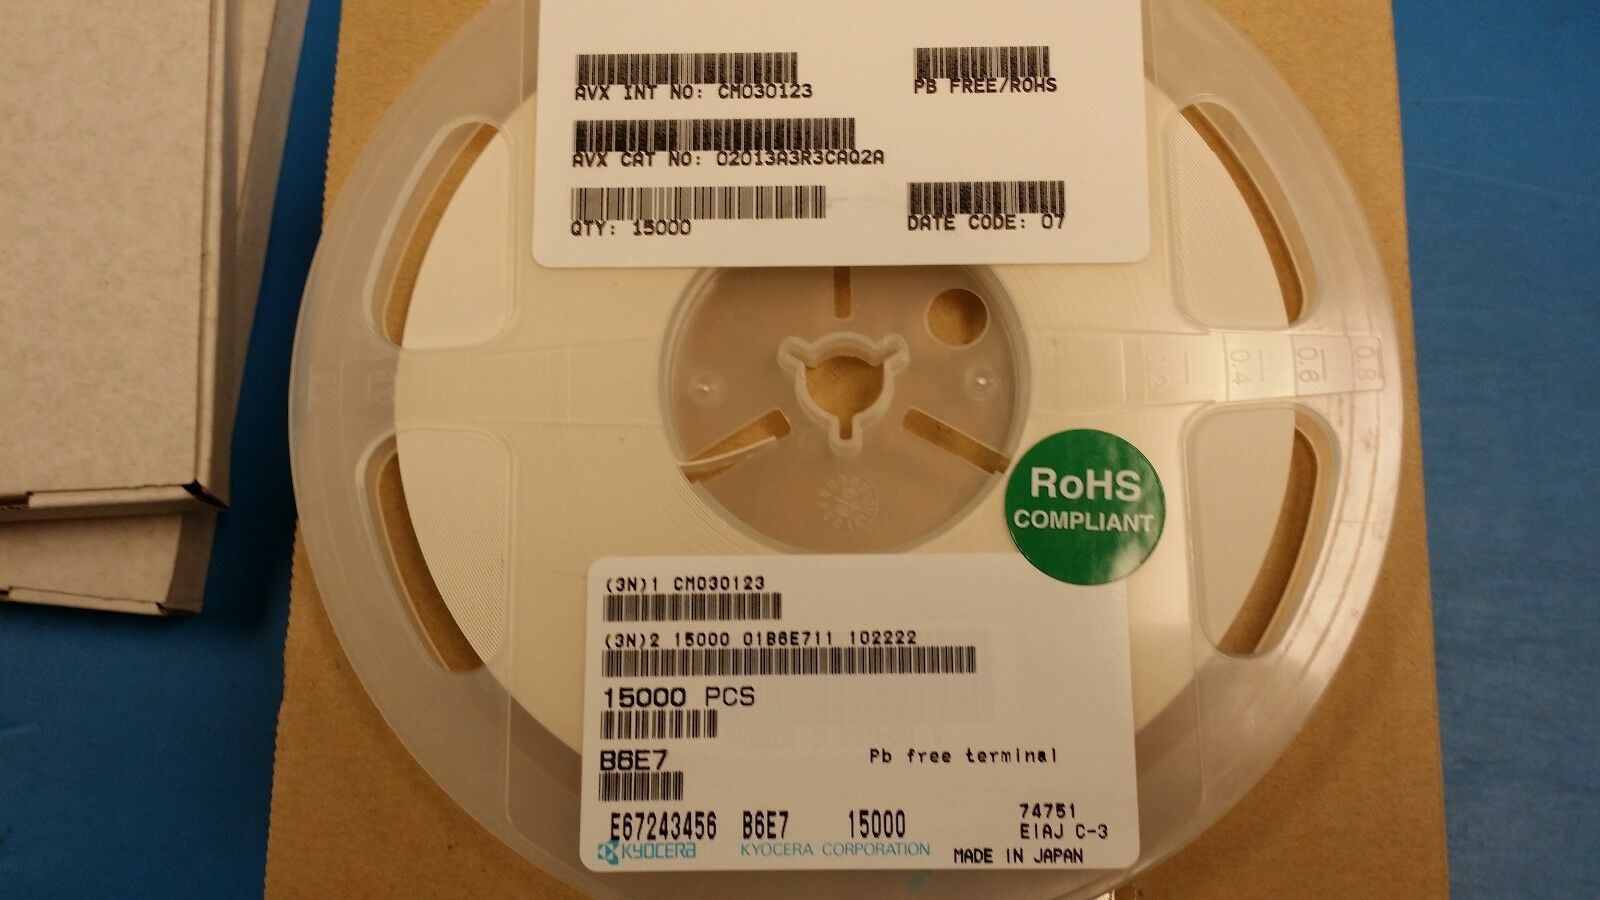 AVX INT NO: CM030123
PB FREE/ROHS
AVX CAT NO: 02013A3R3CAQ2A
QTY: 15000
DATE CODE: 07
0.4
0.6
0.8
RoHS
COMPLIANT
(3N)1 CM030123
(3N)2 15000 01B6E711 102222
15000 PCS
B6E7
Pb free terminal
E67243456 B6E7 15000
74751
EIAJ C-3
KYOCERA
KYOCERA CORPORATION
MADE IN JAPAN